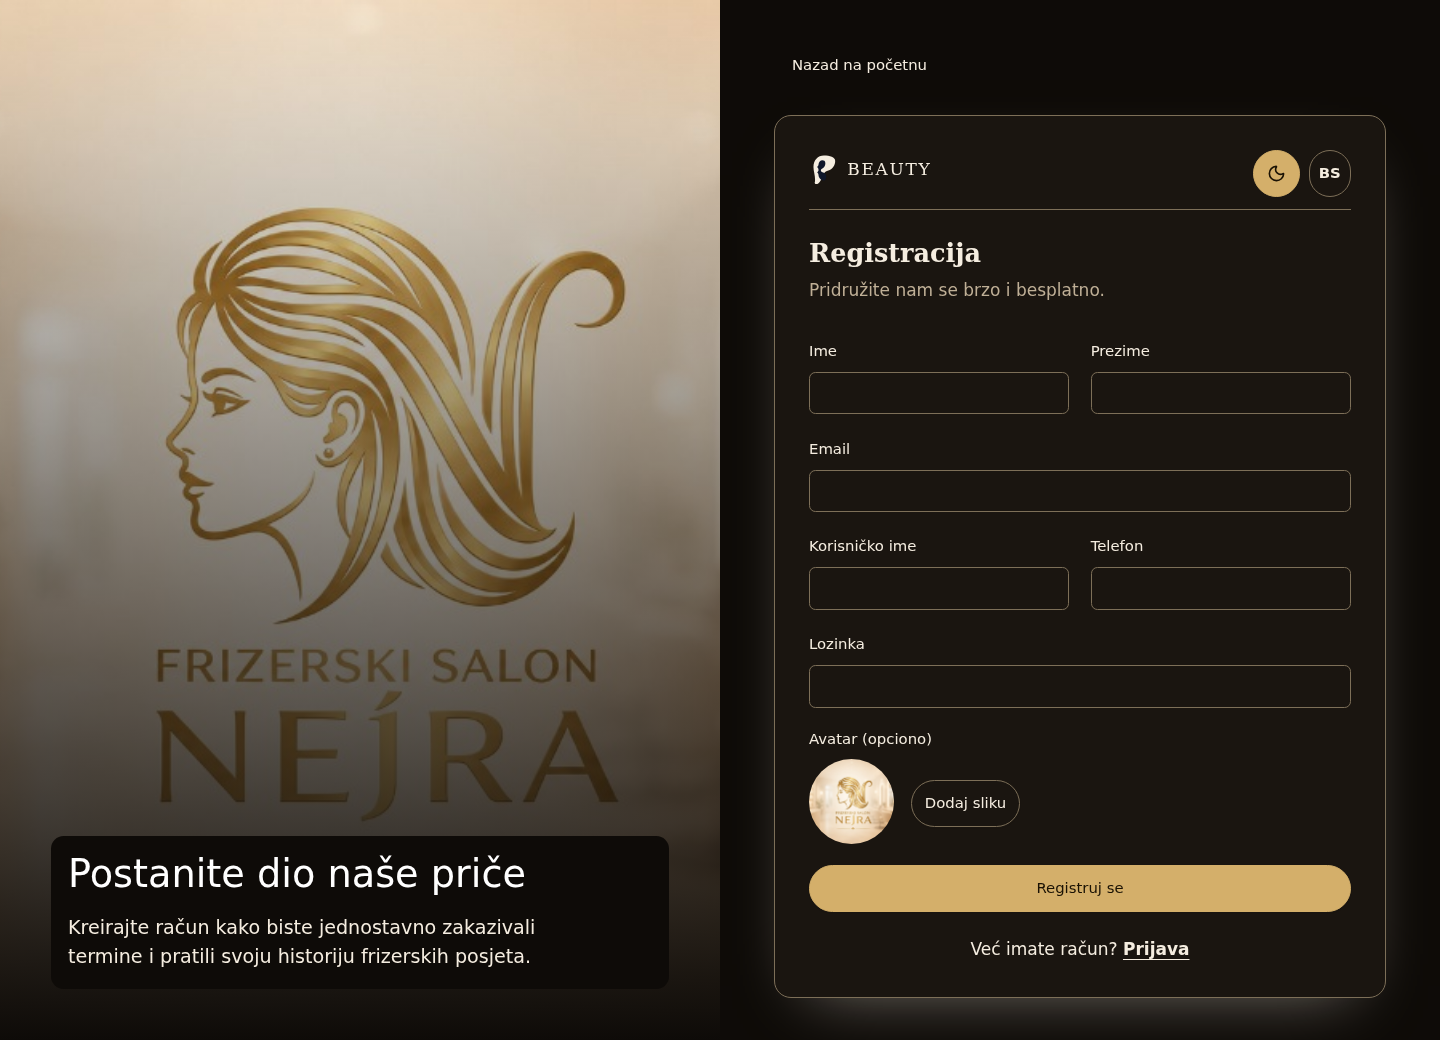 FRIZERSKI SALON
NEJRA
Postanite dio naše priče
Kreirajte račun kako biste jednostavno zakazivali
termine i pratili svoju historiju frizerskih posjeta.
Nazad na početnu
BEAUTY
BS
Registracija
Pridružite nam se brzo i besplatno.
Ime
Prezime
Email
Korisničko ime
Telefon
Lozinka
Avatar (opciono)
NEJRA
Dodaj sliku
Registruj se
Već imate račun? Prijava